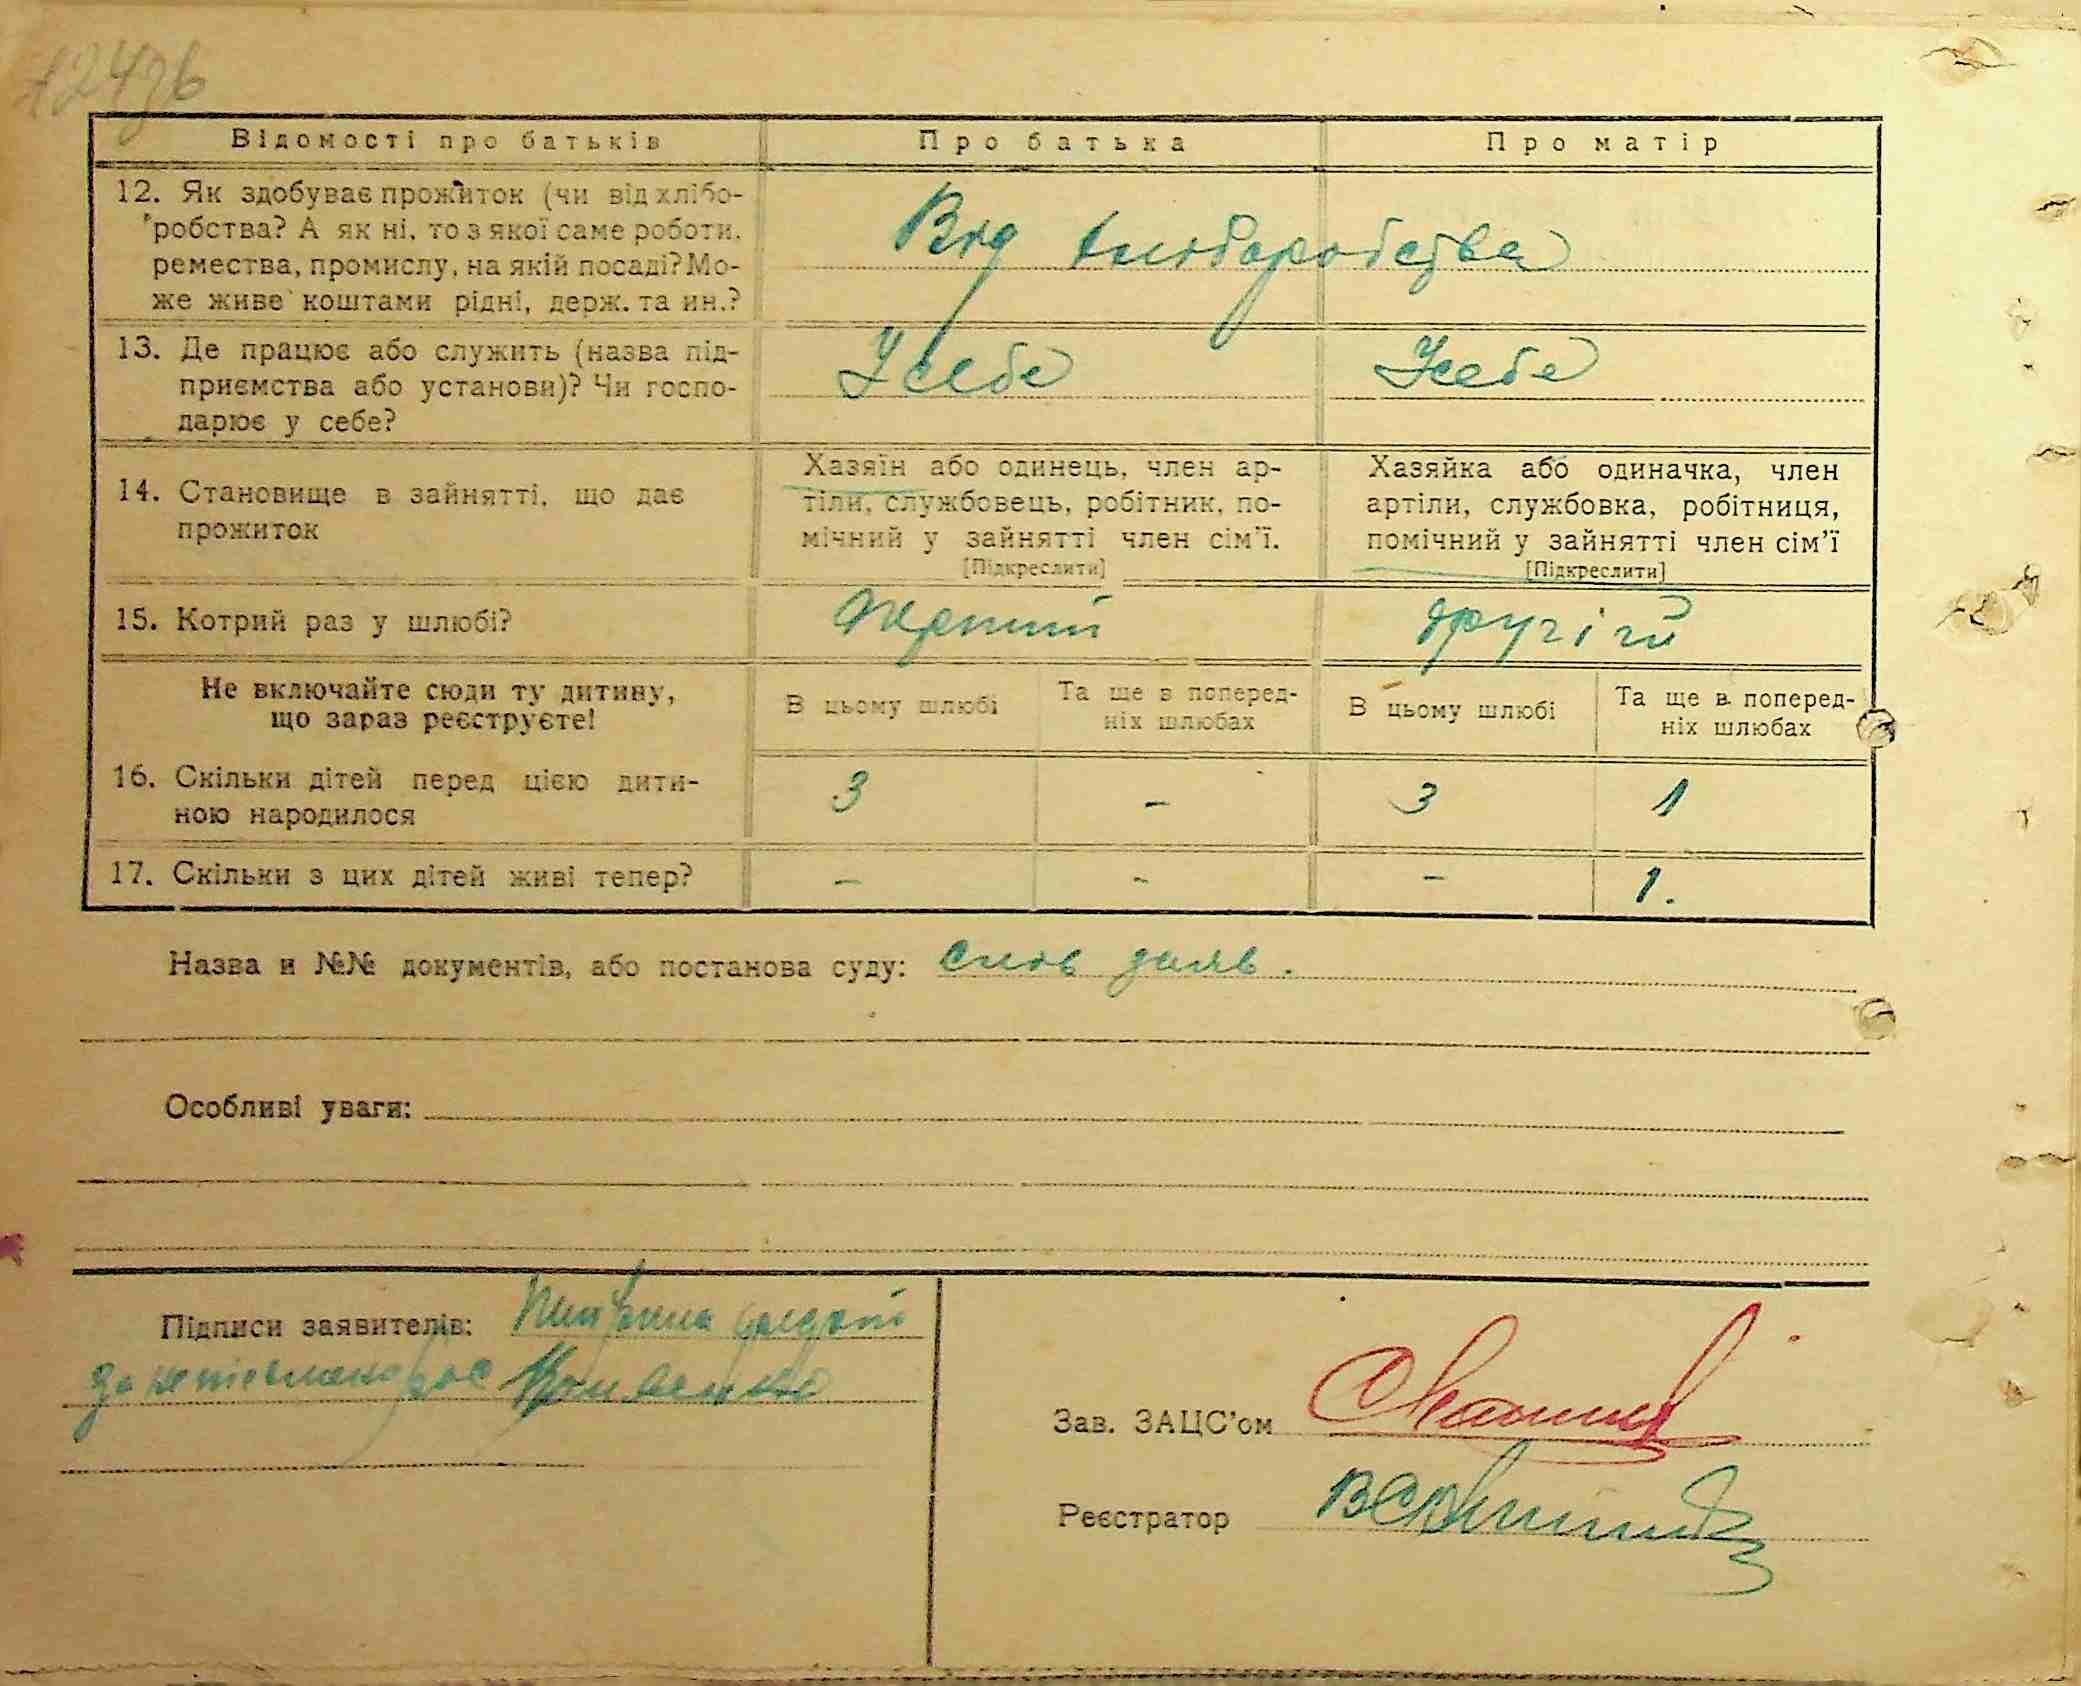 Відомості про батьків Про батька Про матір
12. Як здобуває прожиток (чи від хлібо-
робства? А як ні, то з якої саме роботи,
ремества, промислу, на якій посаді? Мо-
же живе коштами рідні, держ. та ин.?
Від хліборобства
13. Де працює або служить (назва під-
приємства або установи)? Чи госпо-
дарює у себе?
У себе У себе
14. Становище в зайнятті, що дає
прожиток
Хазяїн або одинець, член ар-
тіли, службовець, робітник, по-
мічний у зайнятті член сім'ї.
[Підкреслити]
Хазяйка або одиначка, член
артіли, службовка, робітниця,
помічний у зайнятті член сім'ї
[Підкреслити]
15. Котрий раз у шлюбі? перший другій
Не включайте сюди ту дитину,
що зараз реєструєте!
В цьому шлюбі
Та ще в поперед-
ніх шлюбах
В цьому шлюбі
Та ще в поперед-
ніх шлюбах
16. Скільки дітей перед цією дити-
ною народилося
3 - 3 1
17. Скільки з цих дітей живі тепер? - - - 1.
Назва и №№ документів, або постанова суду: слов заяв.
Особливі уваги:
Підписи заявителів:
Зав. ЗАЦС'ом
Реєстратор